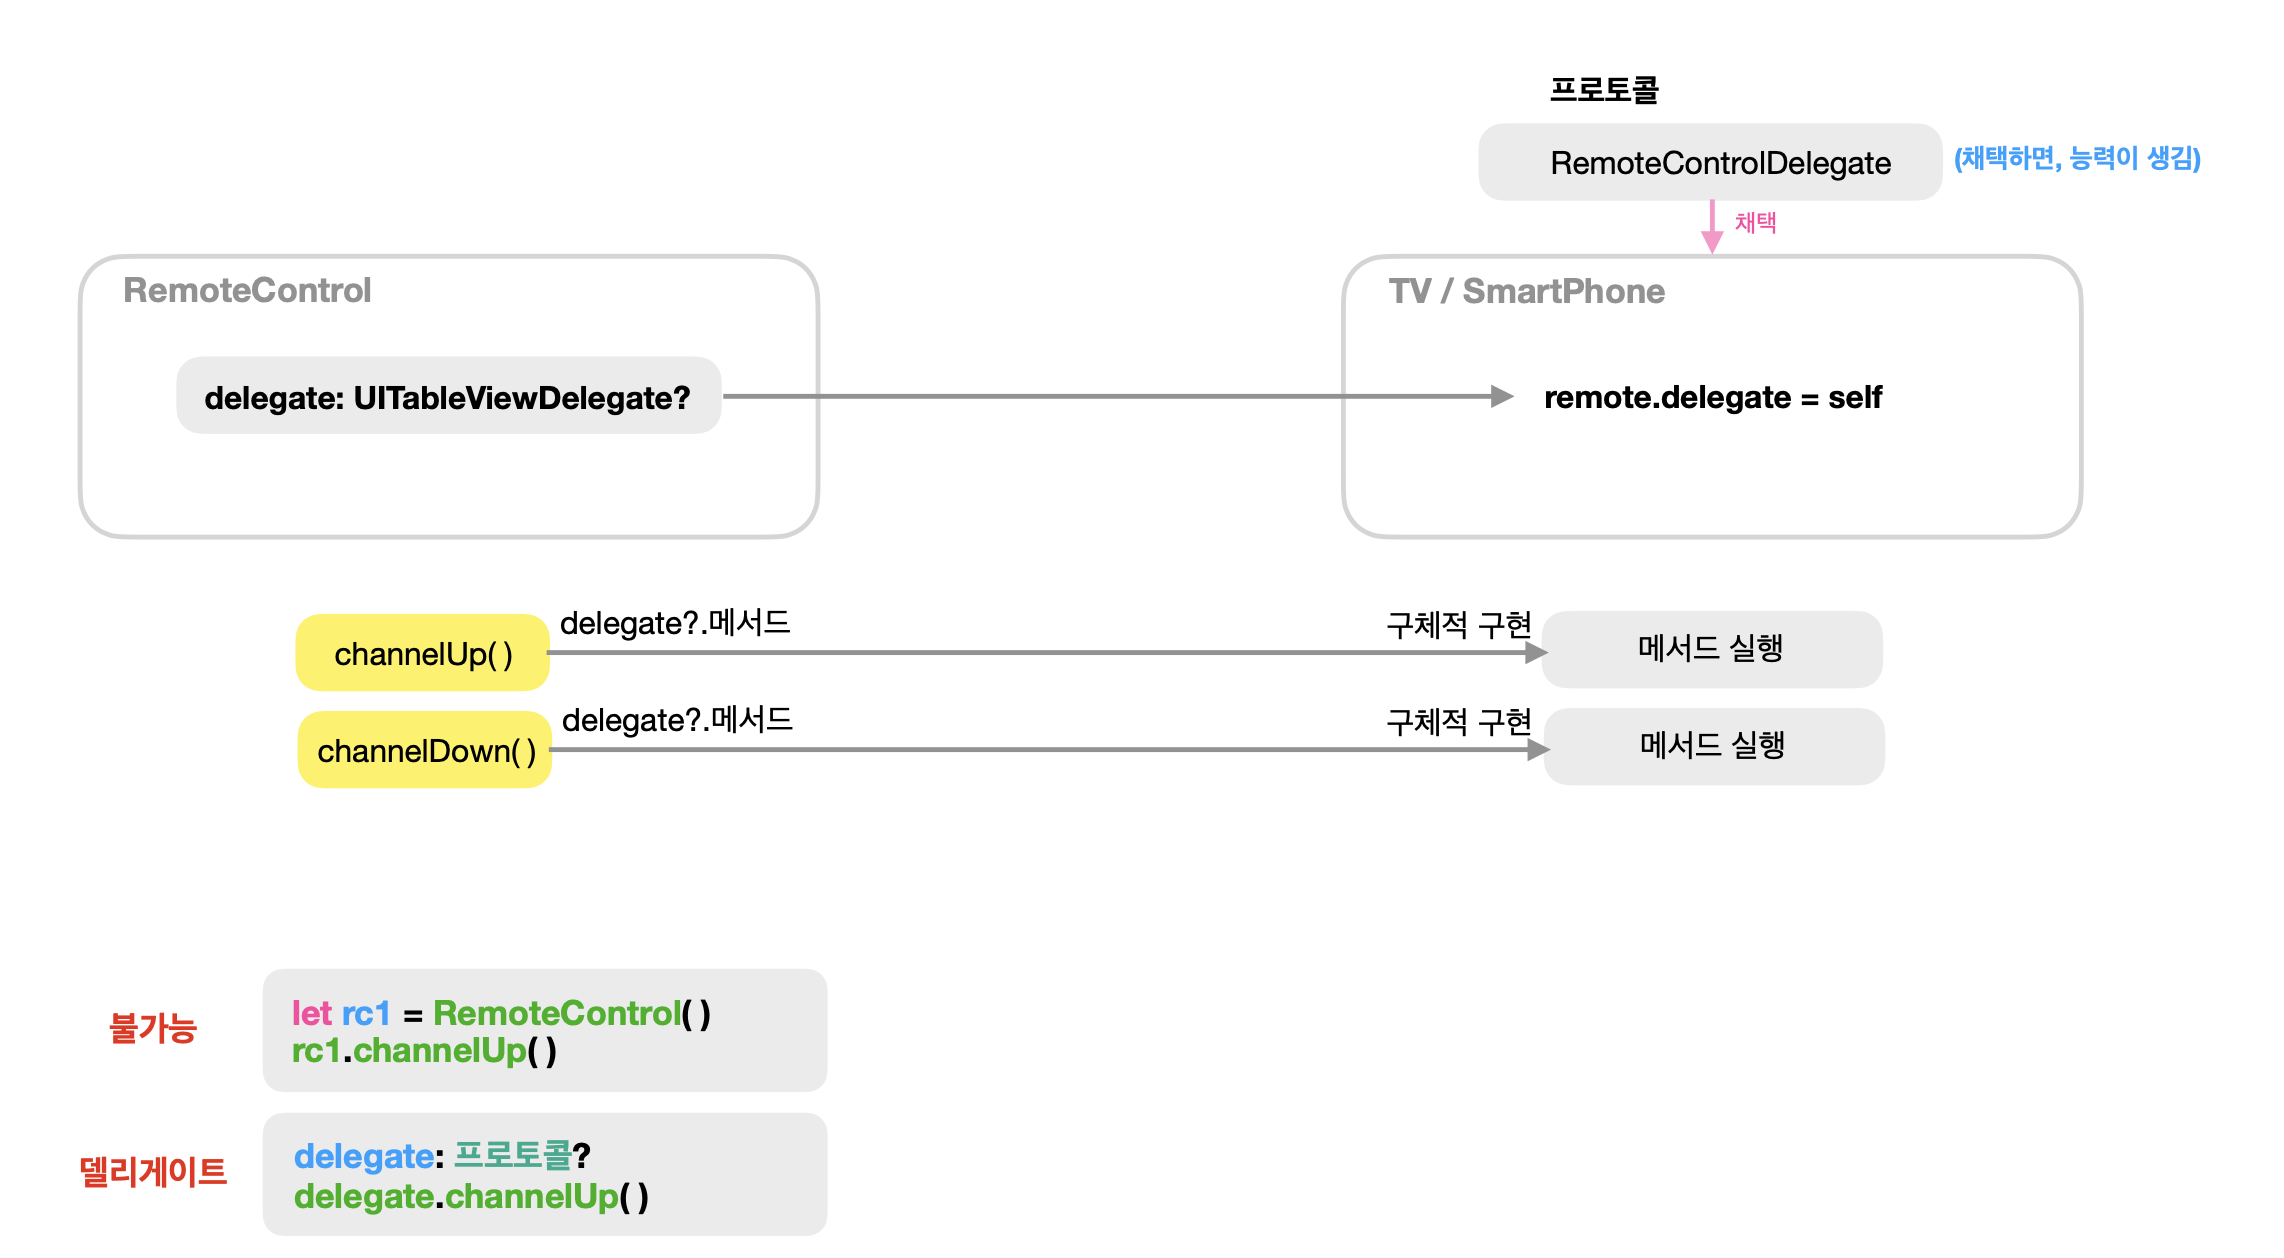 프로토콜
RemoteControlDelegate
(채택하면, 능력이 생김)
채택
RemoteControl
delegate: UITableViewDelegate?
TV / SmartPhone
remote.delegate = self
channelUp( )
delegate?.메서드
구체적 구현
메서드 실행
channelDown( )
delegate?.메서드
구체적 구현
메서드 실행
불가능
let rc1 = RemoteControl( )
rc1.channelUp( )
델리게이트
delegate: 프로토콜?
delegate.channelUp( )